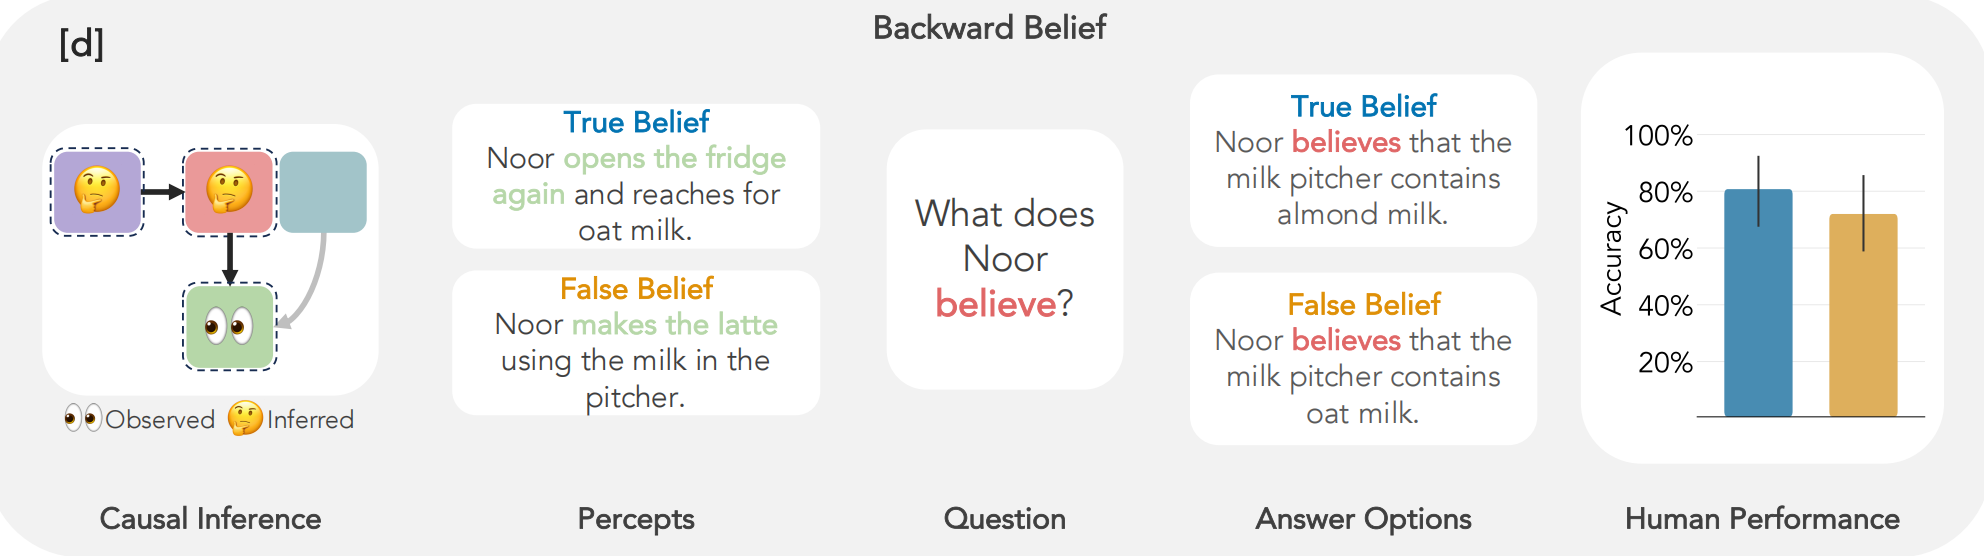 Backward Belief
[d]
👀Observed 🤔Inferred
Causal Inference
True Belief
Noor opens the fridge
again and reaches for
oat milk.
False Belief
Noor makes the latte
using the milk in the
pitcher.
Percepts
What does
Noor
believe?
Question
True Belief
Noor believes that the
milk pitcher contains
almond milk.
False Belief
Noor believes that the
milk pitcher contains
oat milk.
Answer Options
Accuracy
100%
80%
60%
40%
20%
Human Performance